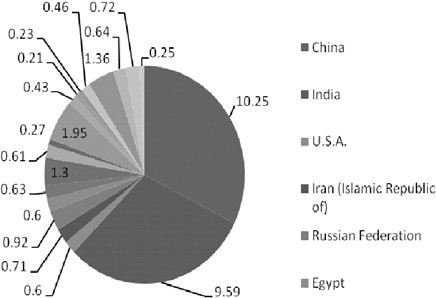 0.46
0.72
0.23
0.64
0.25
0.21
1.36
China
0.43
10.25
India
0.27
1.95
U.S.A.
0.61
1.3
Iran (Islamic Republic
of)
0.63
0.6
Russian Federation
0.92
0.71
Egypt
0.6
9.59